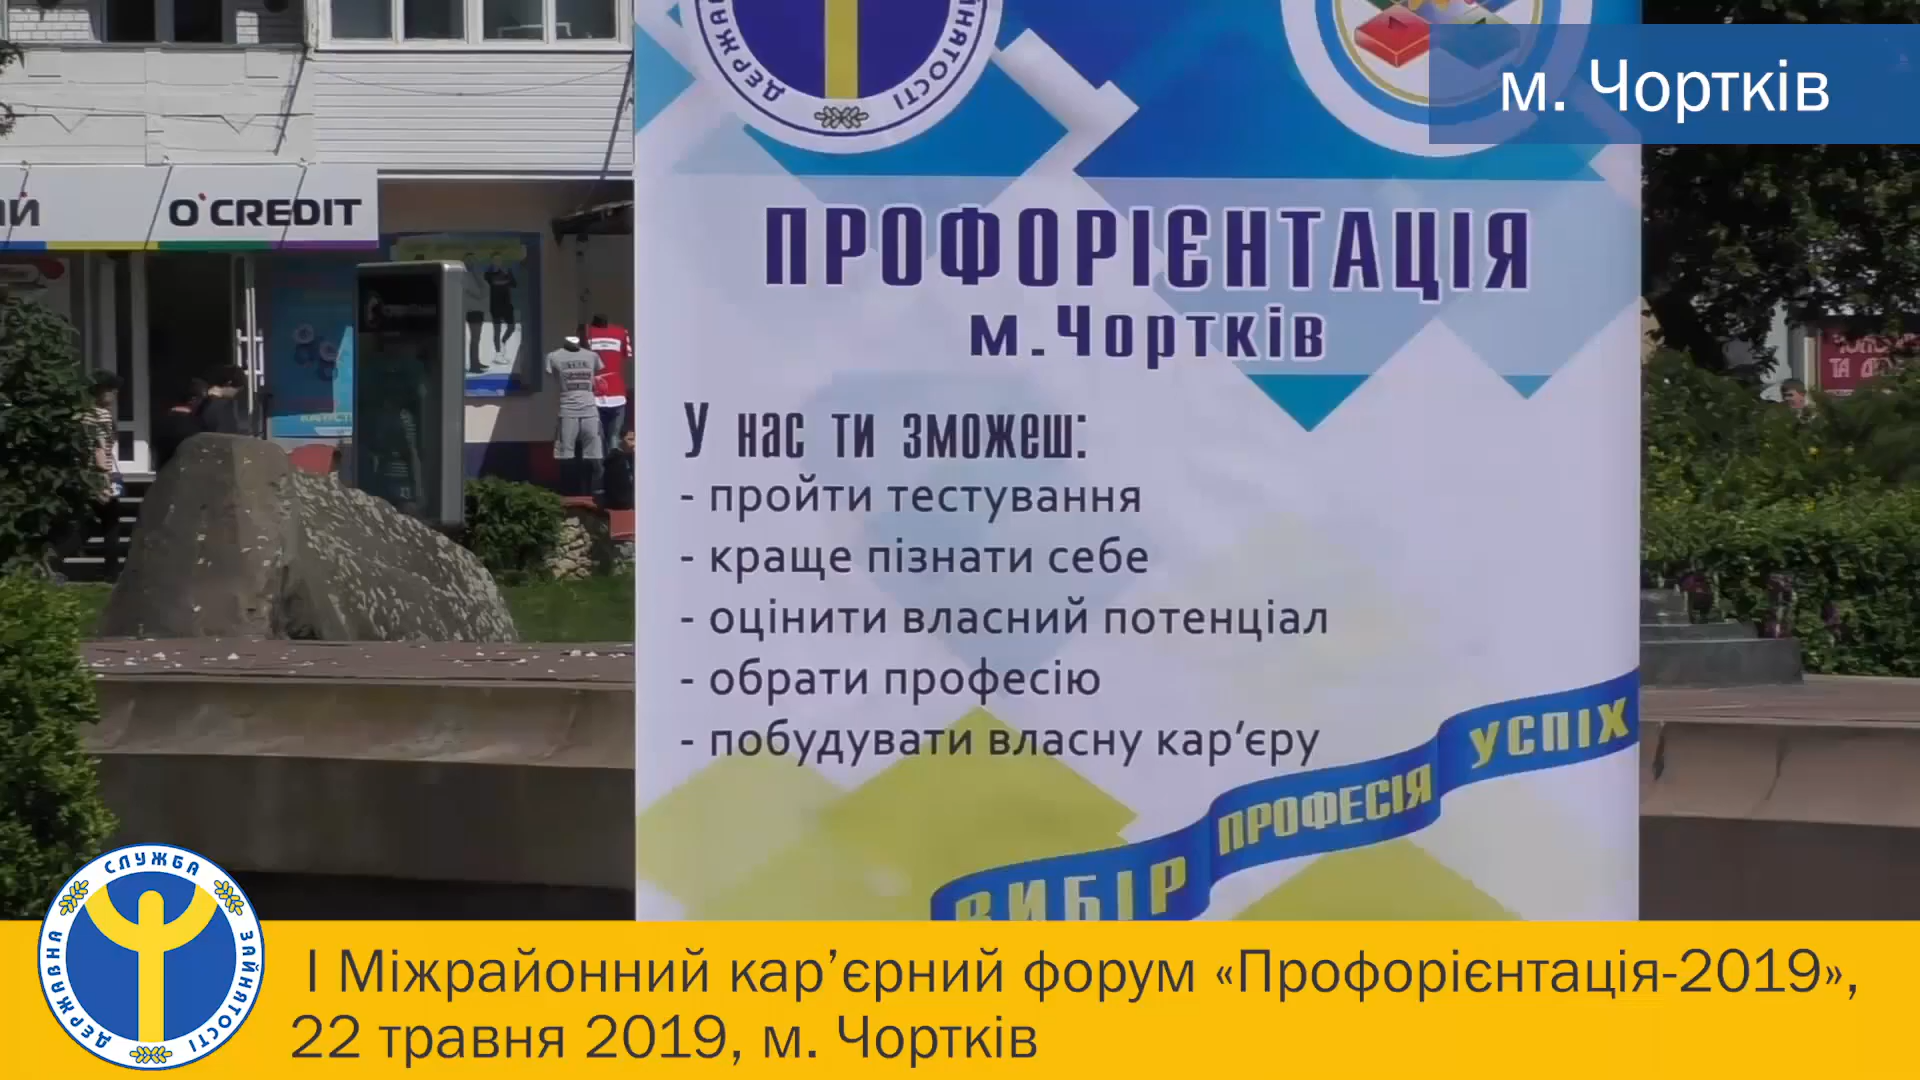 м. Чортків
O'CREDIT
ПРОФОРІЄНТАЦІЯ
м.Чортків
У нас ти зможеш:
- пройти тестування
- краще пізнати себе
- оцінити власний потенціал
- обрати професію
- побудувати власну кар’єру
ВИБІР ПРОФЕСІЯ УСПІХ
ДЕРЖАВНА СЛУЖБА ЗАЙНЯТОСТІ
І Міжрайонний кар’єрний форум «Профорієнтація-2019»,
22 травня 2019, м. Чортків